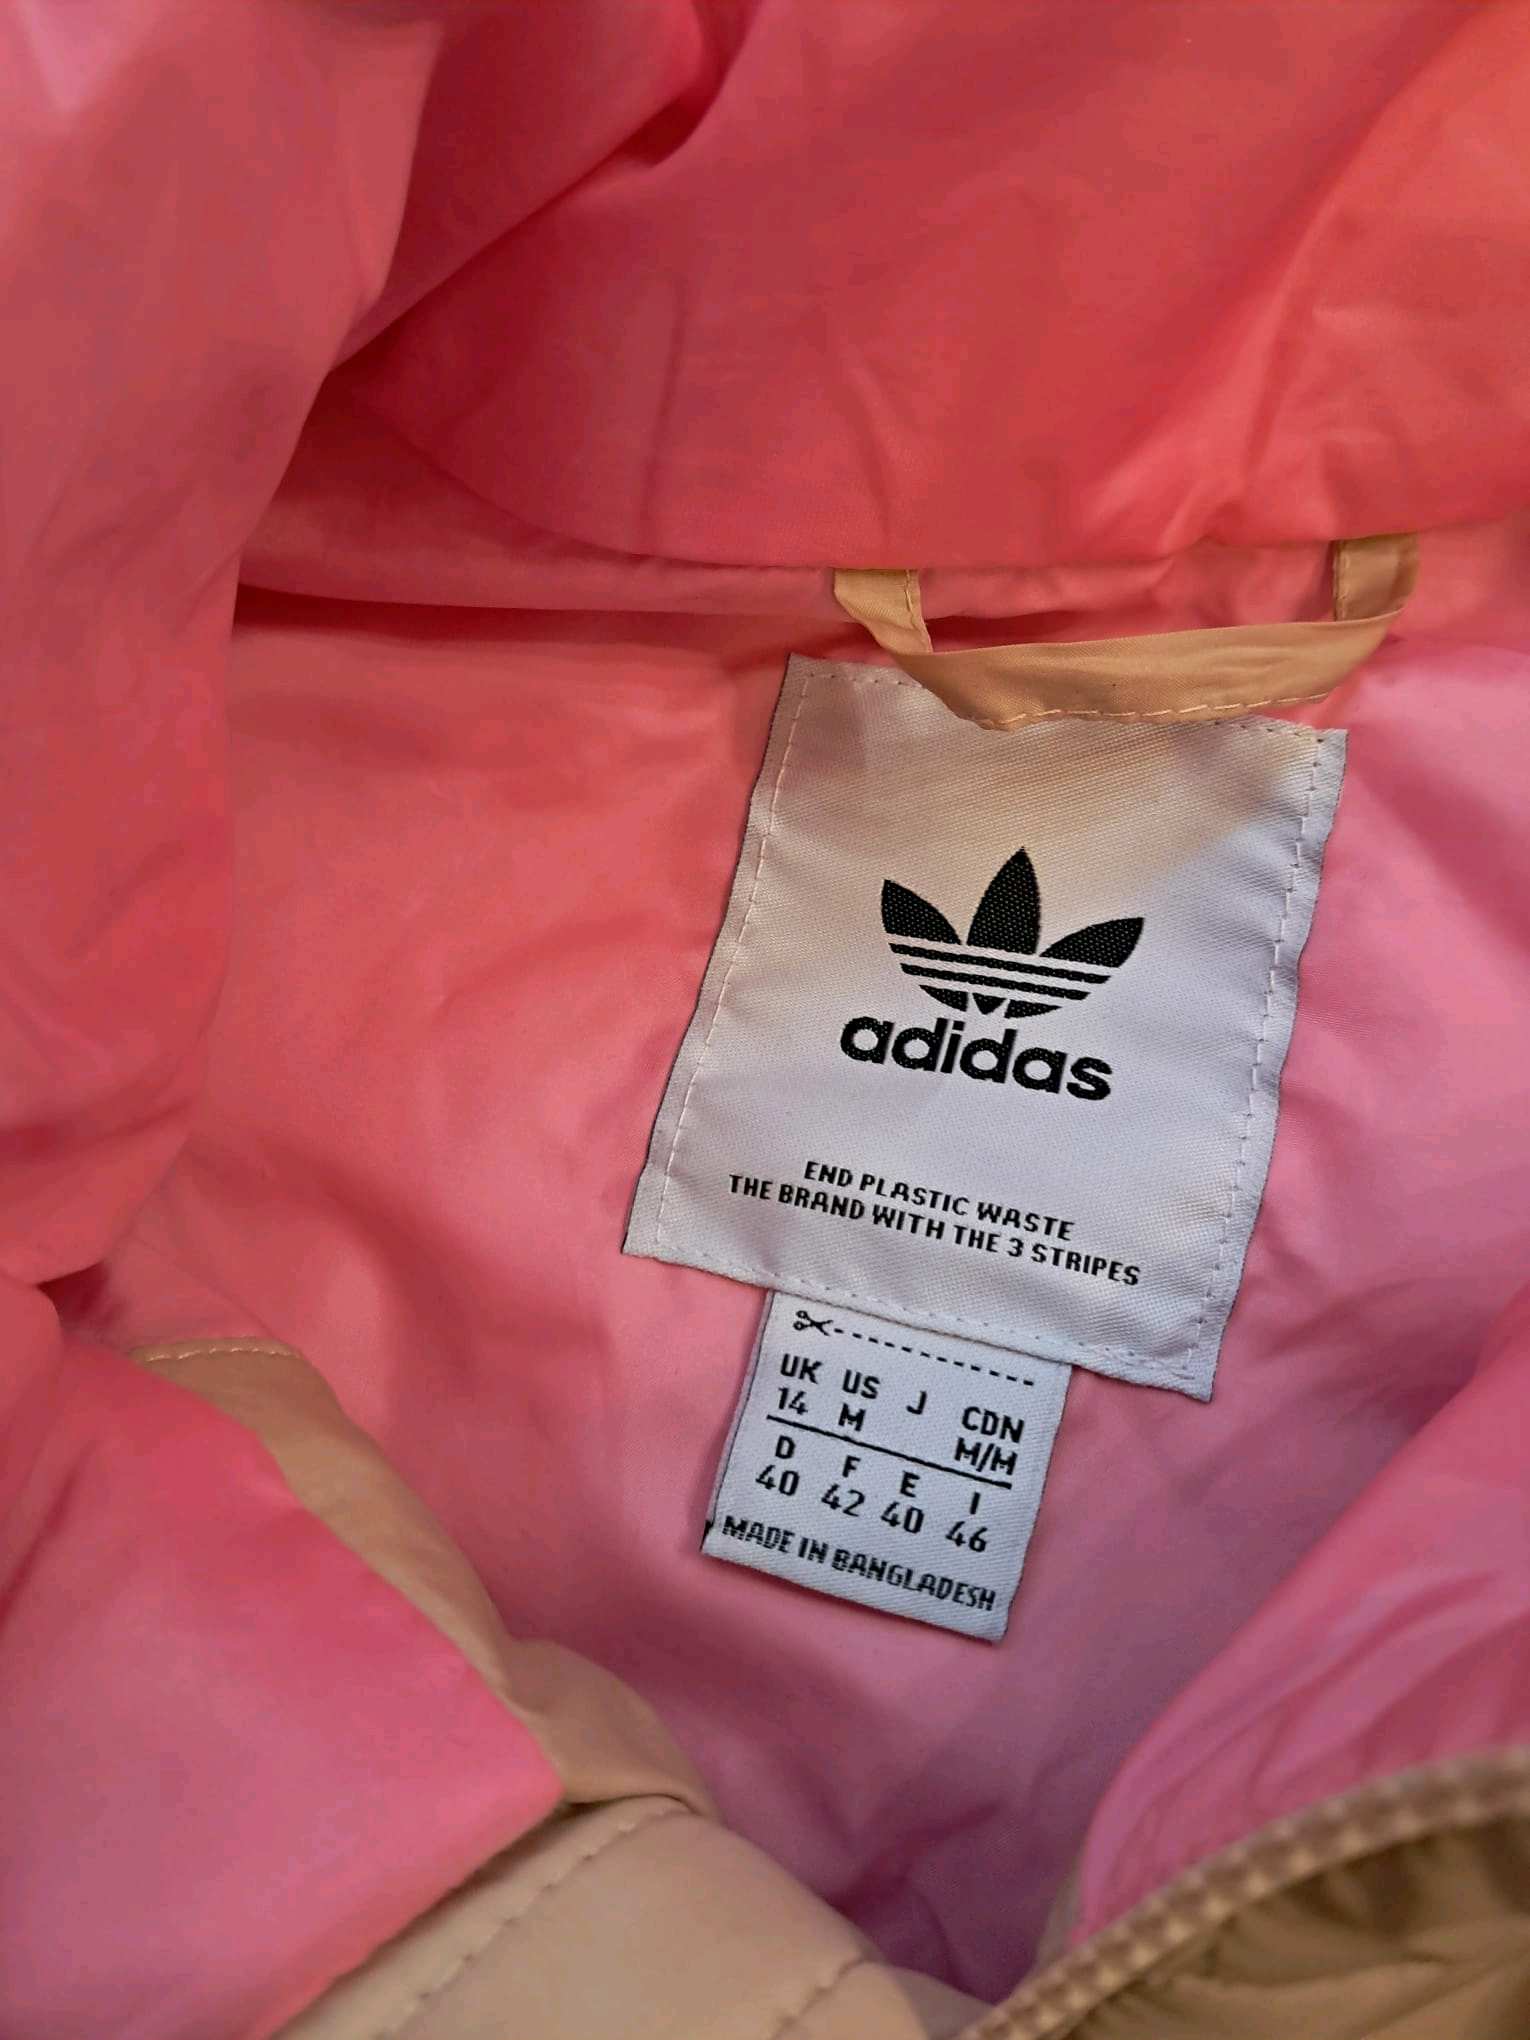 adidas
END PLASTIC WASTE
THE BRAND WITH THE 3 STRIPES
UK US J CDN
14 M M/M
D F E I
40 42 40 46
MADE IN BANGLADESH